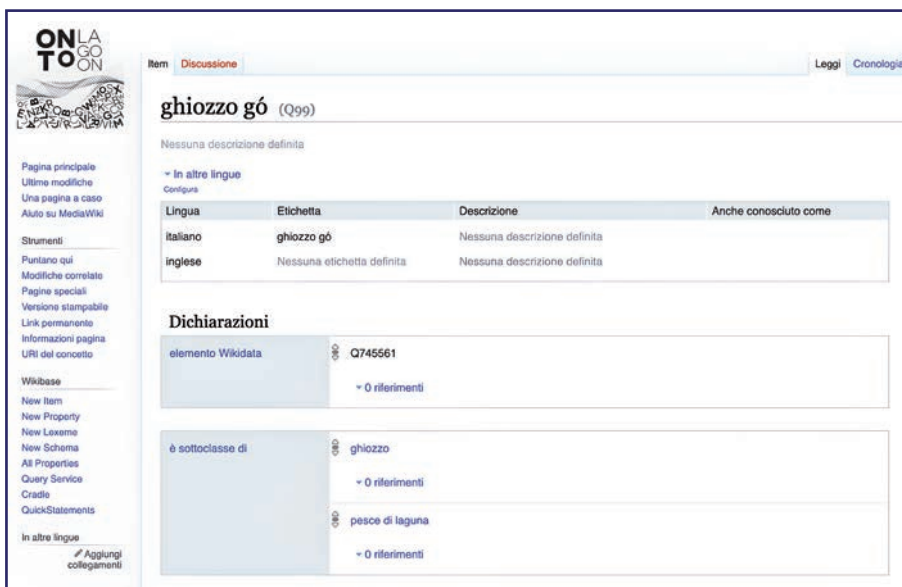 ONLA
TO GO
ON
Item Discussione
Leggi Cronologia
ghiozzo gó (Q99)
Nessuna descrizione definita
In altre lingue
Configura
Lingua Etichetta Descrizione Anche conosciuto come
italiano ghiozzo gó Nessuna descrizione definita
inglese Nessuna etichetta definita Nessuna descrizione definita
Dichiarazioni
elemento Wikidata Q745561
0 riferimenti
è sottoclasse di ghiozzo
0 riferimenti
pesce di laguna
0 riferimenti
Pagina principale
Ultime modifiche
Una pagina a caso
Aiuto su MediaWiki
Strumenti
Puntano qui
Modifiche correlate
Pagine speciali
Versione stampabile
Link permanente
Informazioni pagina
URI del concetto
Wikibase
New Item
New Property
New Lexeme
New Schema
All Properties
Query Service
Cradle
QuickStatements
In altre lingue
Aggiungi
collegamenti